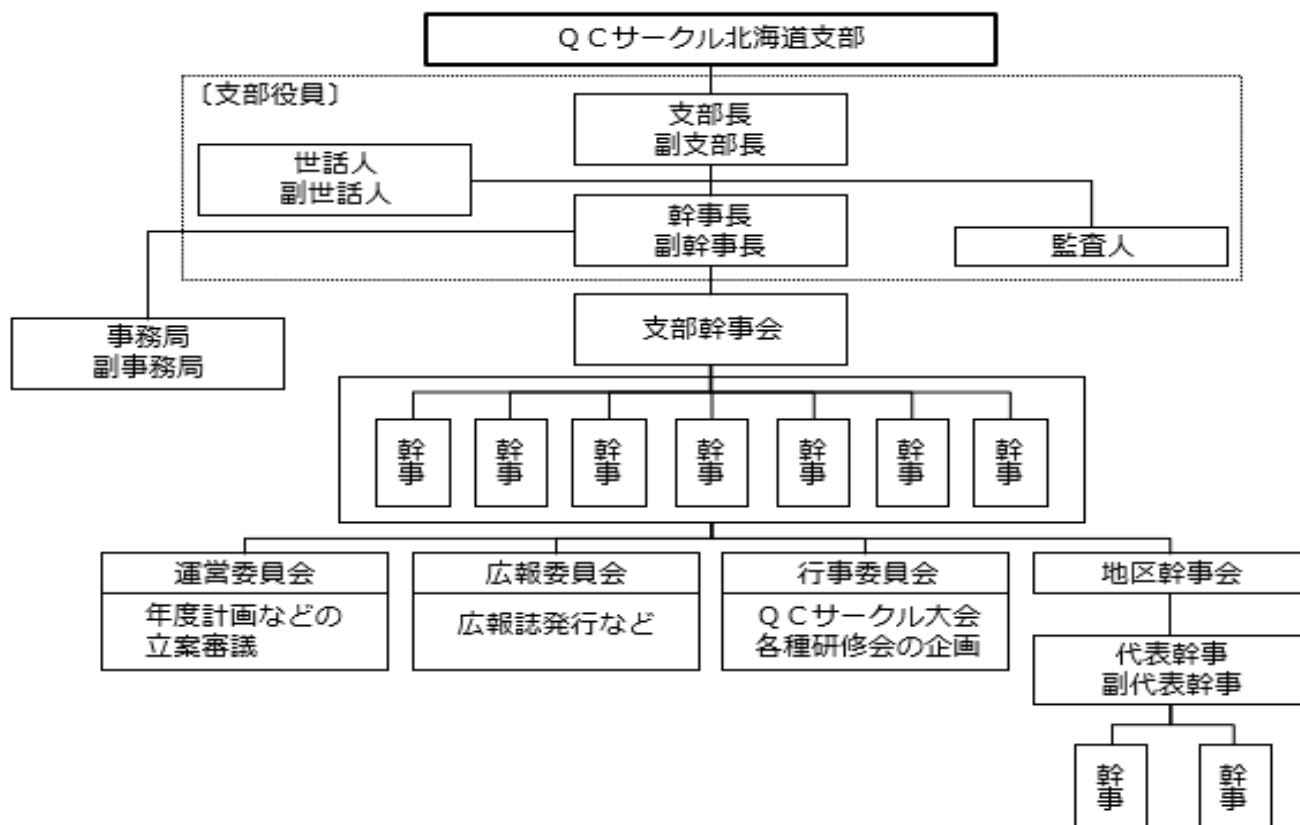 ＱＣサークル北海道支部
〔支部役員〕
支部長
副支部長
世話人
副世話人
幹事長
副幹事長
監査人
事務局
副事務局
支部幹事会
幹事
幹事
幹事
幹事
幹事
幹事
幹事
運営委員会
年度計画などの
立案審議
広報委員会
広報誌発行など
行事委員会
ＱＣサークル大会
各種研修会の企画
地区幹事会
代表幹事
副代表幹事
幹事
幹事